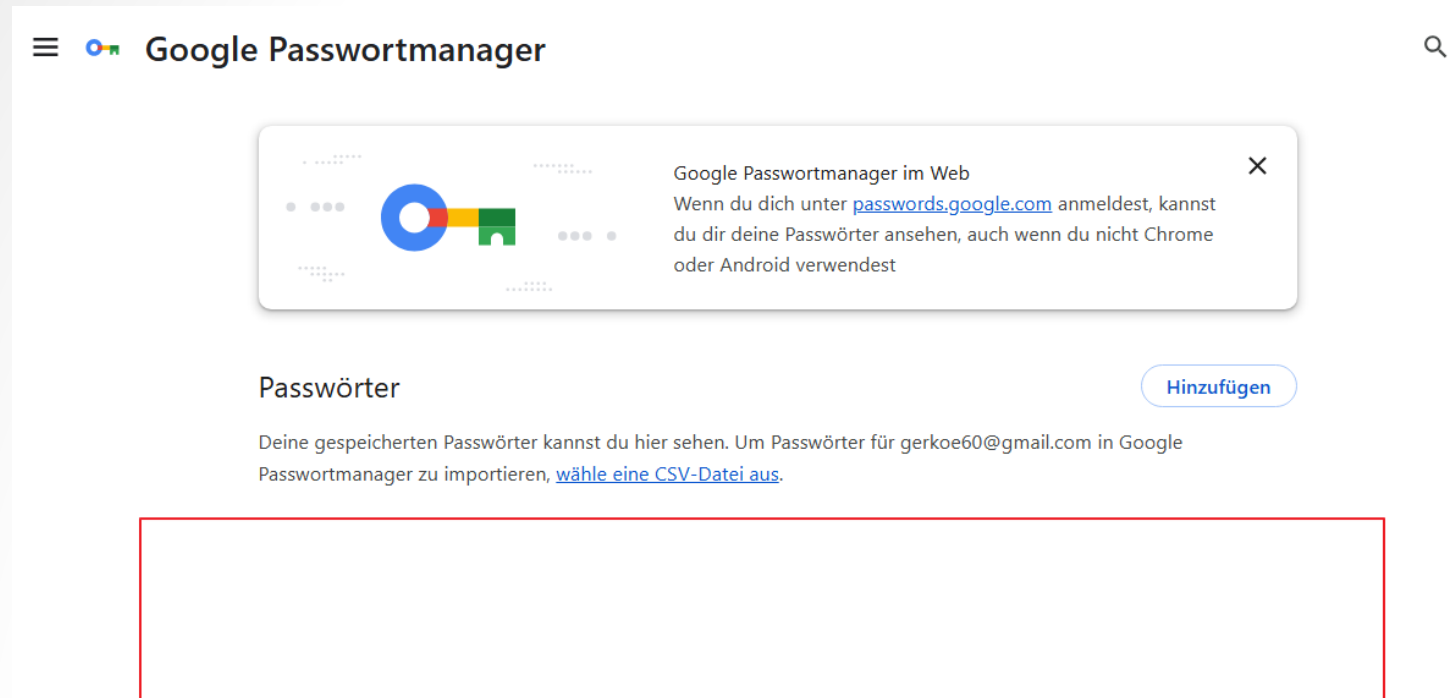 Google Passwortmanager
Google Passwortmanager im Web
Wenn du dich unter passwords.google.com anmeldest, kannst
du dir deine Passwörter ansehen, auch wenn du nicht Chrome
oder Android verwendest
Passwörter
Hinzufügen
Deine gespeicherten Passwörter kannst du hier sehen. Um Passwörter für gerkoe60@gmail.com in Google
Passwortmanager zu importieren, wähle eine CSV-Datei aus.